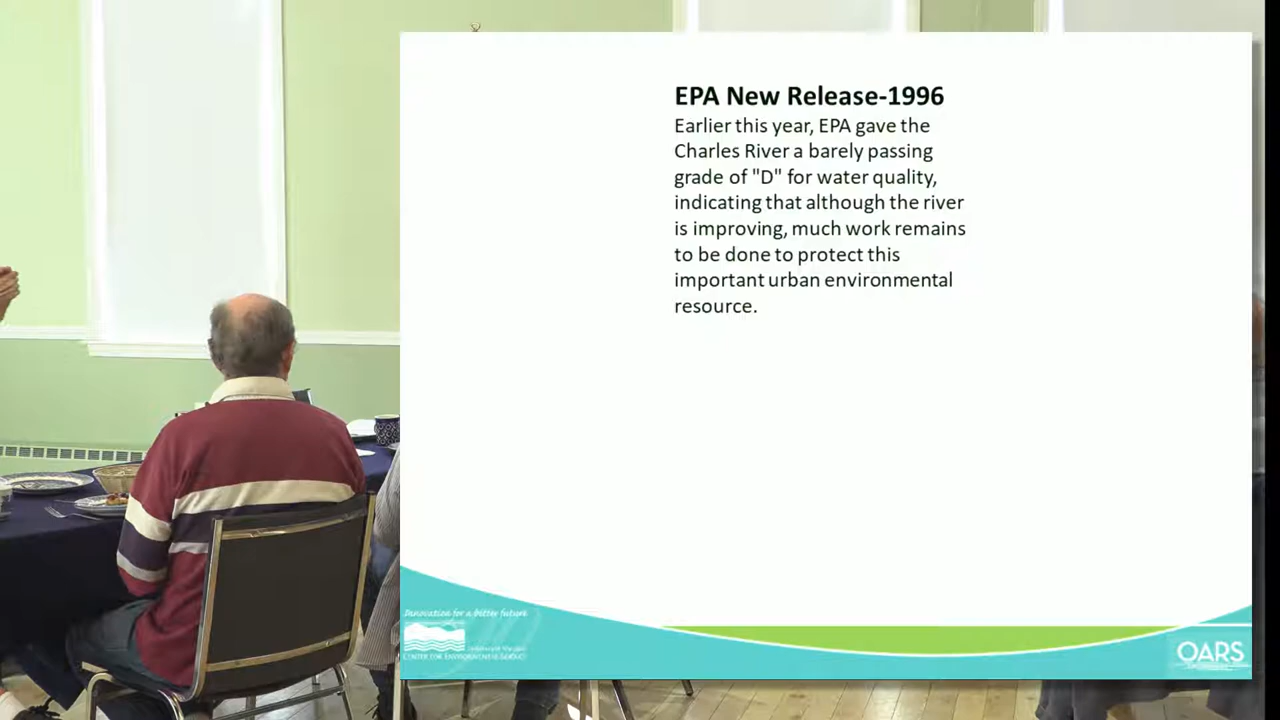 EPA New Release-1996
Earlier this year, EPA gave the
Charles River a barely passing
grade of "D" for water quality,
indicating that although the river
is improving, much work remains
to be done to protect this
important urban environmental
resource.
Innovation for a better future
OARS